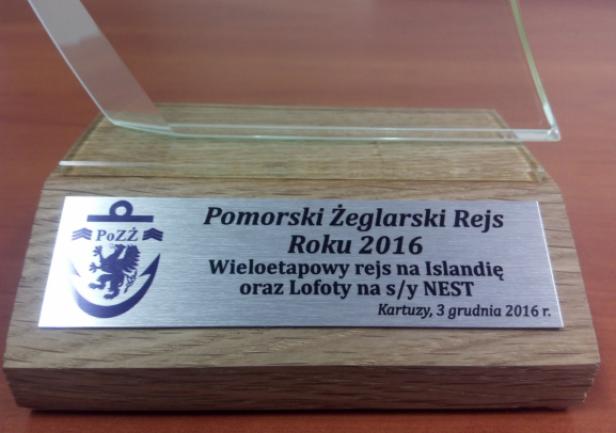 PoZŻ
Pomorski Żeglarski Rejs
Roku 2016
Wieloetapowy rejs na Islandię
oraz Lofoty na s/y NEST
Kartuzy, 3 grudnia 2016 r.